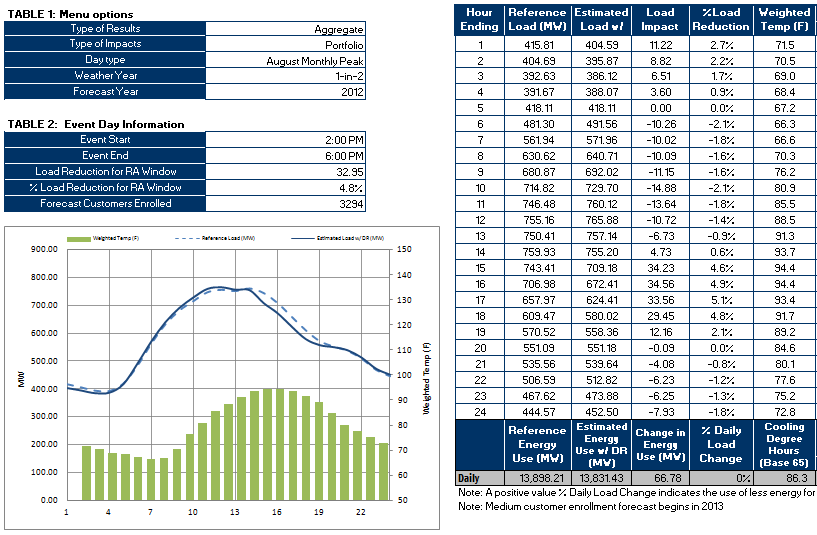 TABLE 1: Menu options
Type of Results Aggregate
Type of Impacts Portfolio
Day type August Monthly Peak
Weather Year 1-in-2
Forecast Year 2012
TABLE 2: Event Day Information
Event Start 2:00 PM
Event End 6:00 PM
Load Reduction for RA Window 32.95
% Load Reduction for RA Window 4.8%
Forecast Customers Enrolled 3294
Weighted Temp (F) Reference Load (MW) Estimated Load w/ DR (MW)
900.00 150
800.00 140
700.00 130
600.00 120
500.00 110
400.00 100
300.00 90
200.00 80
100.00 70
0.00 60
50
MW
Weighted Temp (F)
1 4 7 10 13 16 19 22
Hour Reference Estimated Load %Load Weighted
Ending Load (MW) Load w/ Impact Reduction Temp (F)
1 415.81 404.59 11.22 2.7% 71.5
2 404.69 395.87 8.82 2.2% 70.5
3 392.63 386.12 6.51 1.7% 69.0
4 391.67 388.07 3.60 0.9% 68.4
5 418.11 418.11 0.00 0.0% 67.2
6 481.30 491.56 -10.26 -2.1% 66.3
7 561.94 571.96 -10.02 -1.8% 66.6
8 630.62 640.71 -10.09 -1.6% 70.3
9 680.87 692.02 -11.15 -1.6% 76.2
10 714.82 729.70 -14.88 -2.1% 80.9
11 746.48 760.12 -13.64 -1.8% 85.5
12 755.16 765.88 -10.72 -1.4% 88.5
13 750.41 757.14 -6.73 -0.9% 91.3
14 759.93 755.20 4.73 0.6% 93.7
15 743.41 709.18 34.23 4.6% 94.4
16 706.98 672.41 34.56 4.9% 94.4
17 657.97 624.41 33.56 5.1% 93.4
18 609.47 580.02 29.45 4.8% 91.7
19 570.52 558.36 12.16 2.1% 89.2
20 551.09 551.18 -0.09 0.0% 84.6
21 535.56 539.64 -4.08 -0.8% 80.1
22 506.59 512.82 -6.23 -1.2% 77.6
23 467.62 473.88 -6.25 -1.3% 75.2
24 444.57 452.50 -7.93 -1.8% 72.8
Reference Energy Use (MW) Estimated Energy Use w/ DR (MW) Change in Energy Use (MW) % Daily Load Change Cooling Degree Hours (Base 65)
Daily 13,898.21 13,831.43 66.78 0% 86.3
Note: A positive value % Daily Load Change indicates the use of less energy for
Note: Medium customer enrollment forecast begins in 2013